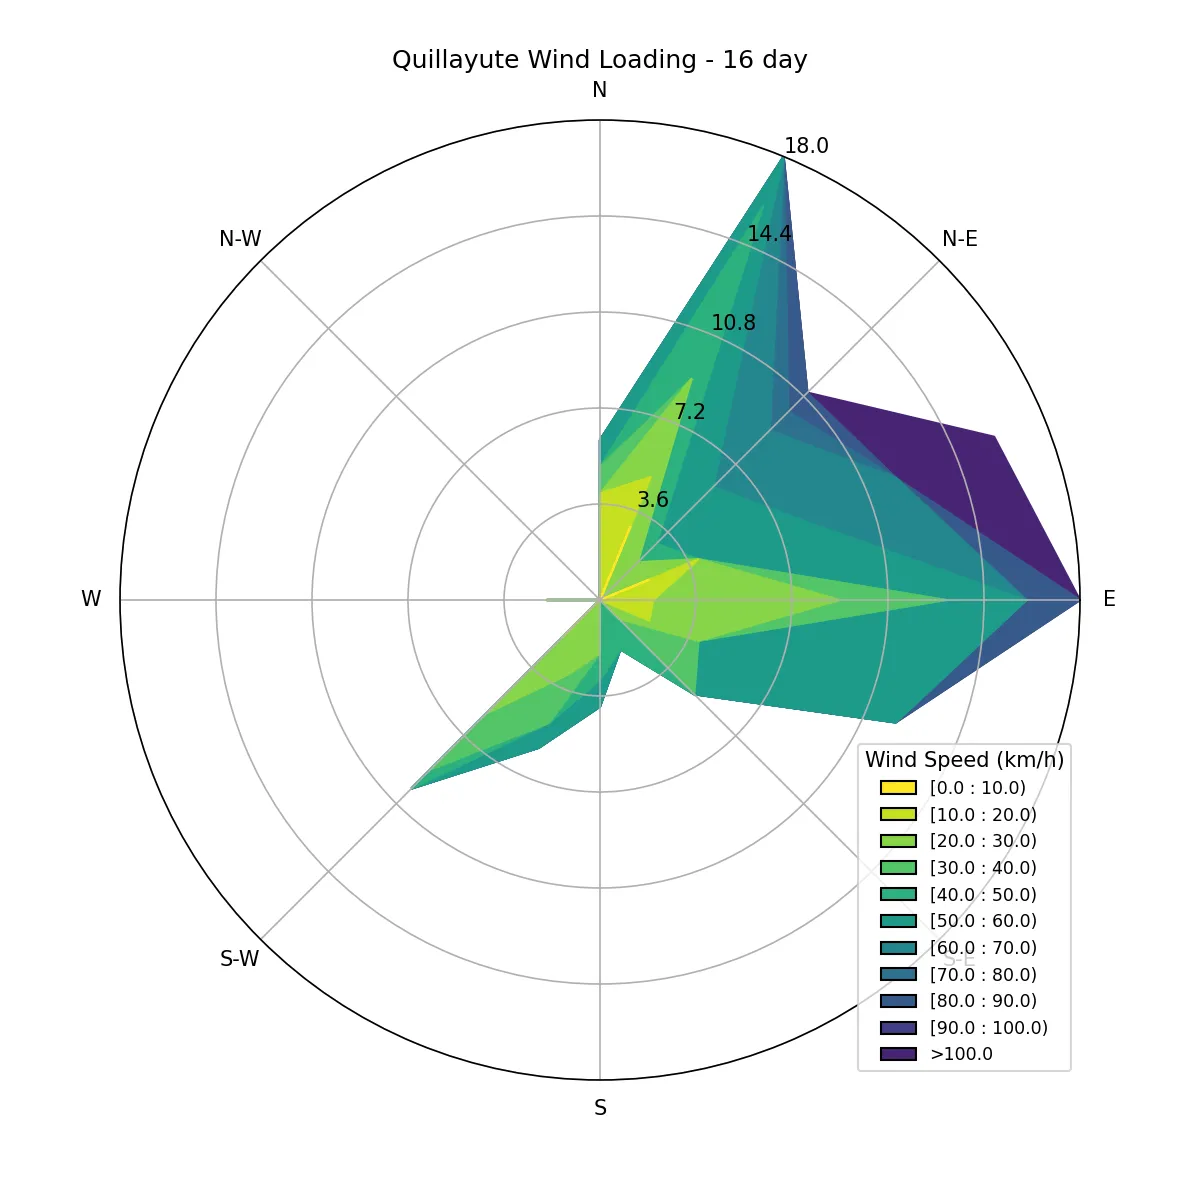 Quillayute Wind Loading - 16 day
N
18.0
14.4
N-W
N-E
10.8
7.2
3.6
W
E
Wind Speed (km/h)
[0.0 : 10.0)
[10.0 : 20.0)
[20.0 : 30.0)
[30.0 : 40.0)
[40.0 : 50.0)
[50.0 : 60.0)
[60.0 : 70.0)
S-W
S-E
[70.0 : 80.0)
[80.0 : 90.0)
[90.0 : 100.0)
>100.0
S